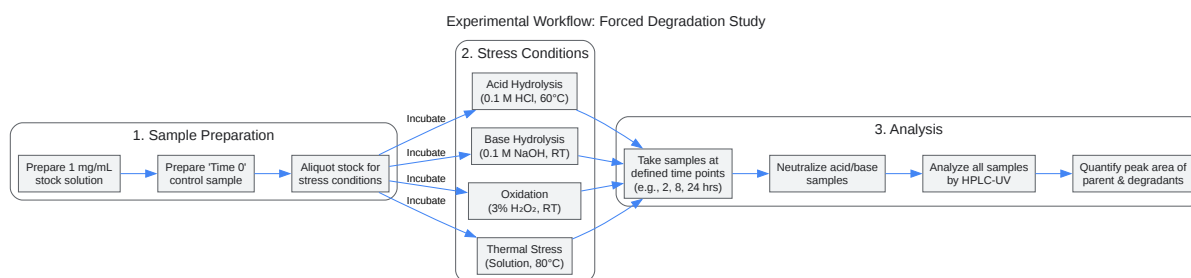 Experimental Workflow: Forced Degradation Study
1. Sample Preparation
Prepare 1 mg/mL
stock solution
Prepare 'Time 0'
control sample
Aliquot stock for
stress conditions
Incubate
Incubate
Incubate
Incubate
2. Stress Conditions
Acid Hydrolysis
(0.1 M HCl, 60°C)
Base Hydrolysis
(0.1 M NaOH, RT)
Oxidation
(3% H₂O₂, RT)
Thermal Stress
(Solution, 80°C)
3. Analysis
Take samples at
defined time points
(e.g., 2, 8, 24 hrs)
Neutralize acid/base
samples
Analyze all samples
by HPLC-UV
Quantify peak area of
parent & degradants